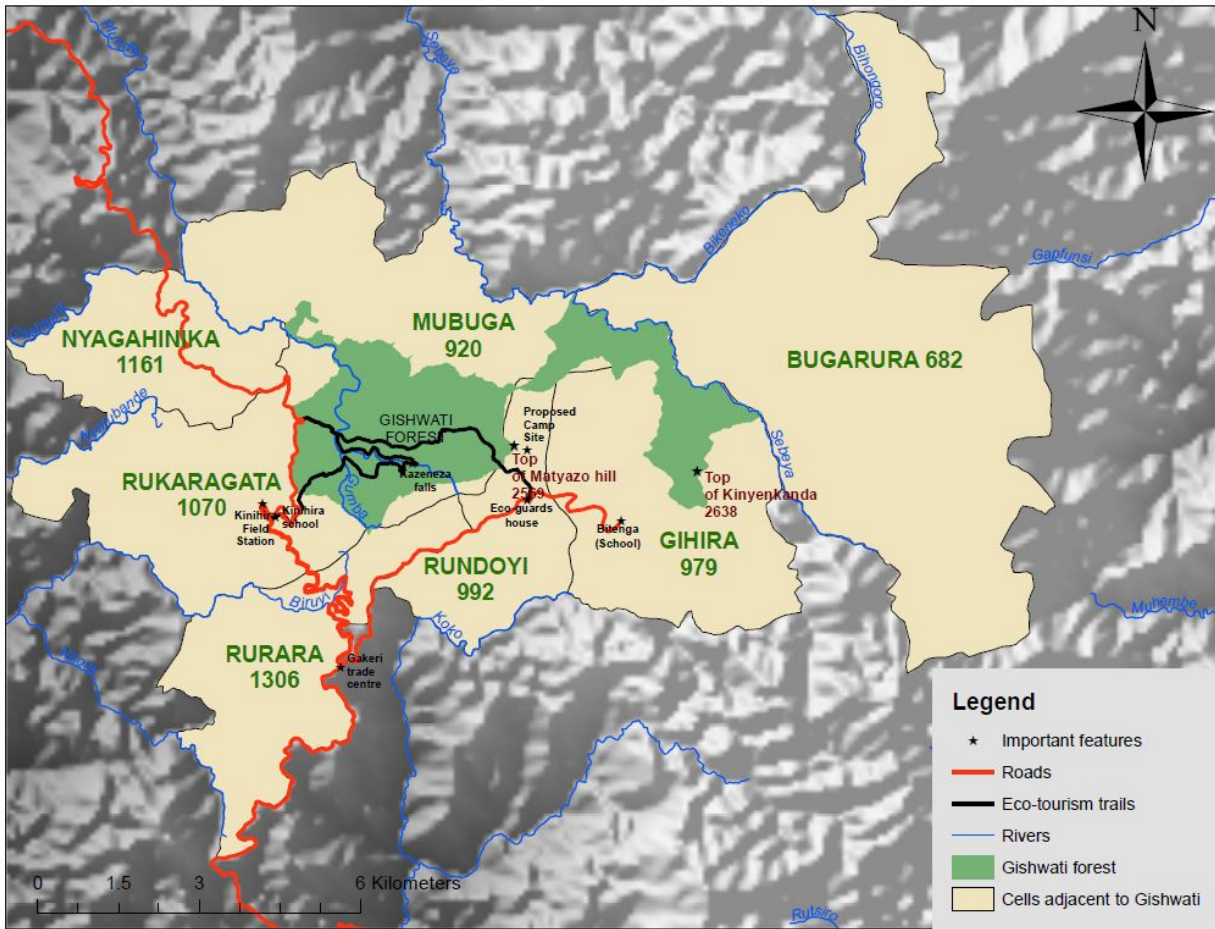 N
Sebeya
Bihongoro
Bikeneko
Gapfunsi
NYAGAHINIKA
1161
MUBUGA
920
BUGARURA 682
GISHWATI
FOREST
Proposed
Camp
Site
Top
of Matyazo hill
2569
Kazeneza
falls
Top
of Kinyenkanda
2638
Sebeya
RUKARAGATA
1070
Kinihira
Field
Station
Kinihira
school
Eco-guards
house
Bitenga
(School)
GIHIRA
979
RUNDOYI
992
Biruyi
Koko
Muhembe
RURARA
1306
Gakeri
trade
centre
Rutsiro
0 1.5 3 6 Kilometers
Legend
Important features
Roads
Eco-tourism trails
Rivers
Gishwati forest
Cells adjacent to Gishwati